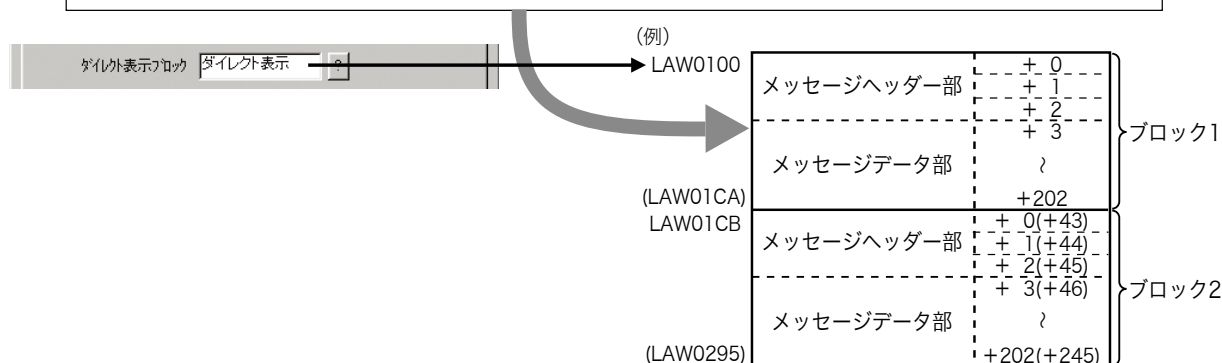 (例)
ダイレクト表示ブロック ダイレクト表示 ?
LAW0100
メッセージヘッダー部
+ 0
+ 1
+ 2
メッセージデータ部
+ 3
~
+202
ブロック1
(LAW01CA)
LAW01CB
メッセージヘッダー部
+ 0(+43)
+ 1(+44)
+ 2(+45)
メッセージデータ部
+ 3(+46)
~
+202(+245)
ブロック2
(LAW0295)